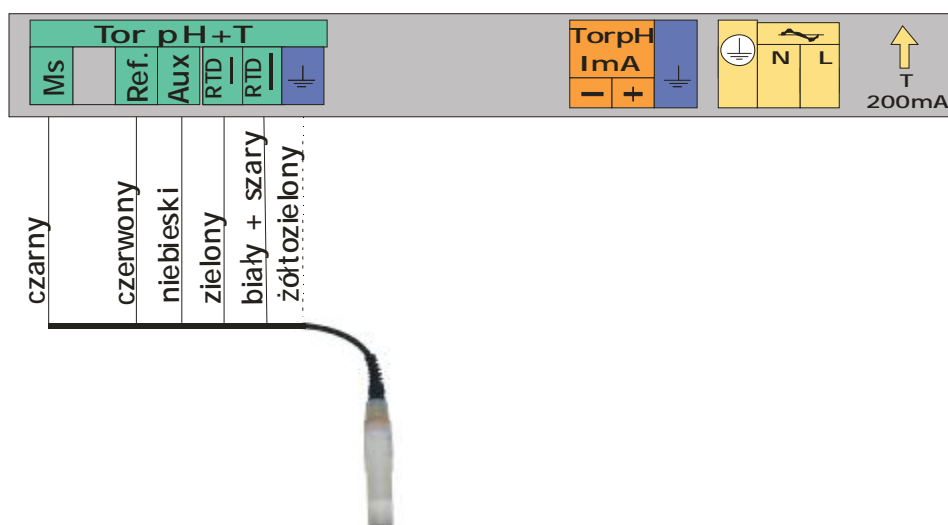 Tor pH+T
Ms Ref. Aux RTD RTD
TorpH
ImA
− +
N L
T
200mA
czarny
czerwony
niebieski
zielony
biały + szary
żółtozielony